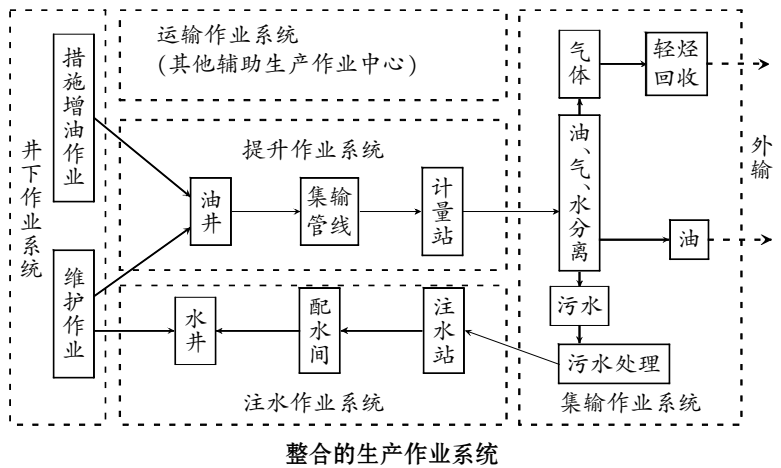 运输作业系统
(其他辅助生产作业中心)
措施增油作业
井下作业系统
维护作业
提升作业系统
油井
集输
管线
计量站
水井
配水间
注水站
注水作业系统
气体
轻烃
回收
油、气、水分离
油
外输
污水
污水处理
集输作业系统
整合的生产作业系统